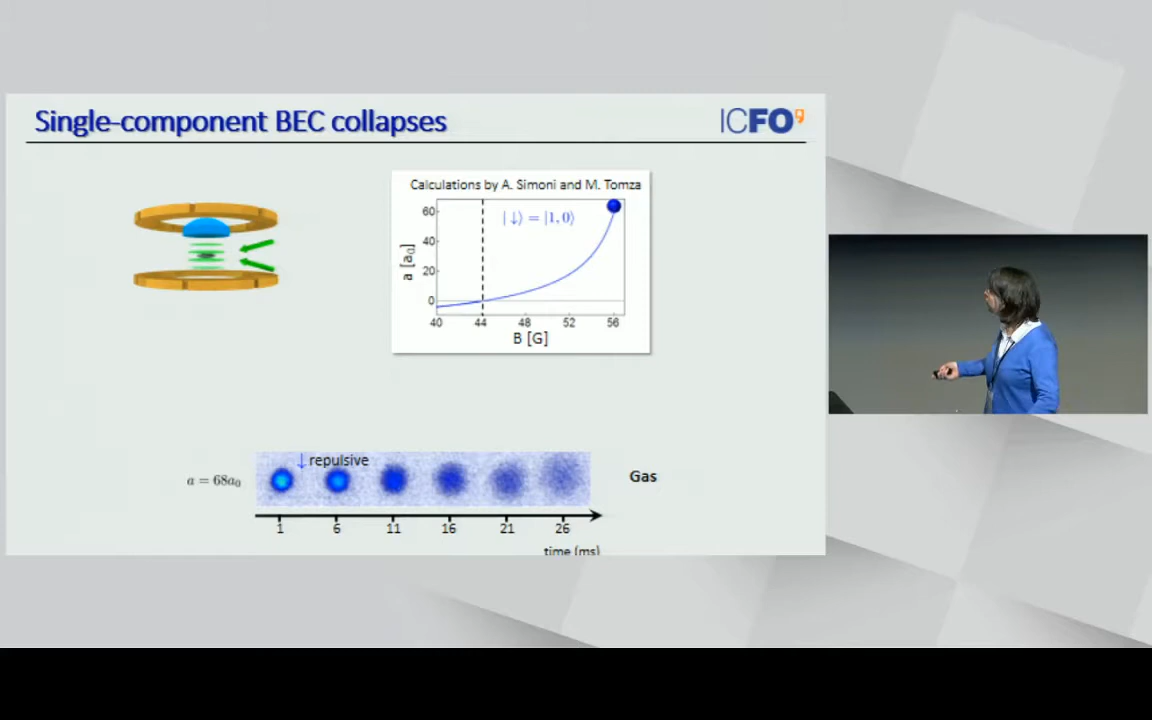 Single-component BEC collapses
ICFO
Calculations by A. Simoni and M. Tomza
|↓⟩ = |1, 0⟩
a [a₀]
60
40
20
0
40 44 48 52 56
B [G]
a = 68a₀
↓ repulsive
Gas
1 6 11 16 21 26
time (ms)